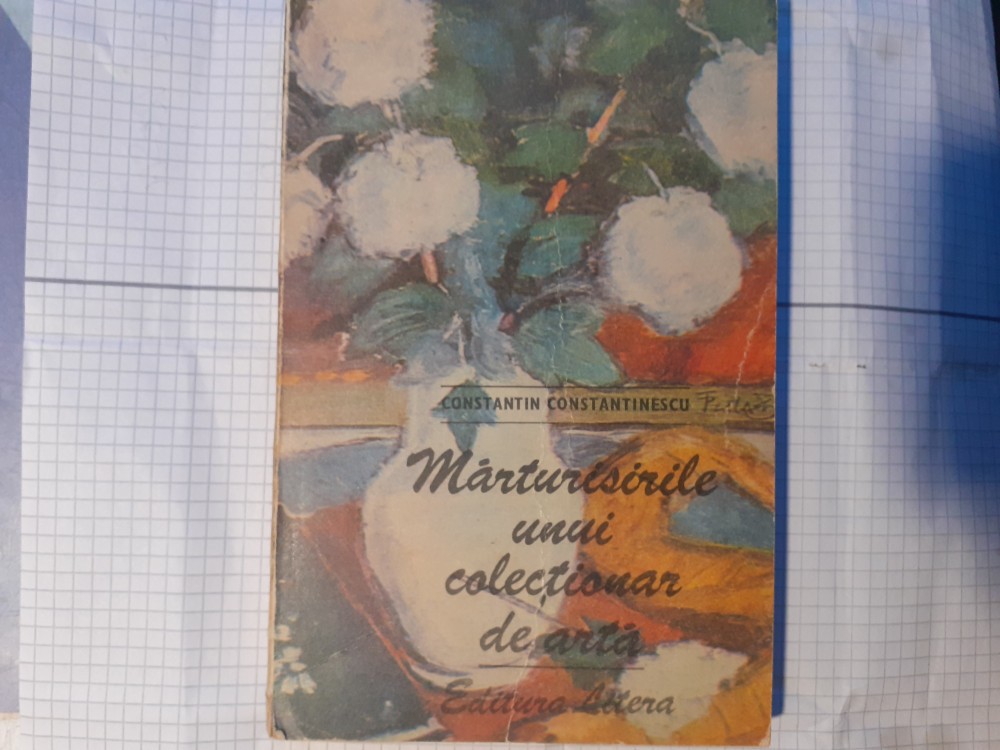 CONSTANTIN CONSTANTINESCU
Mărturisirile
unui
colecționar
de artă
Editura Litera